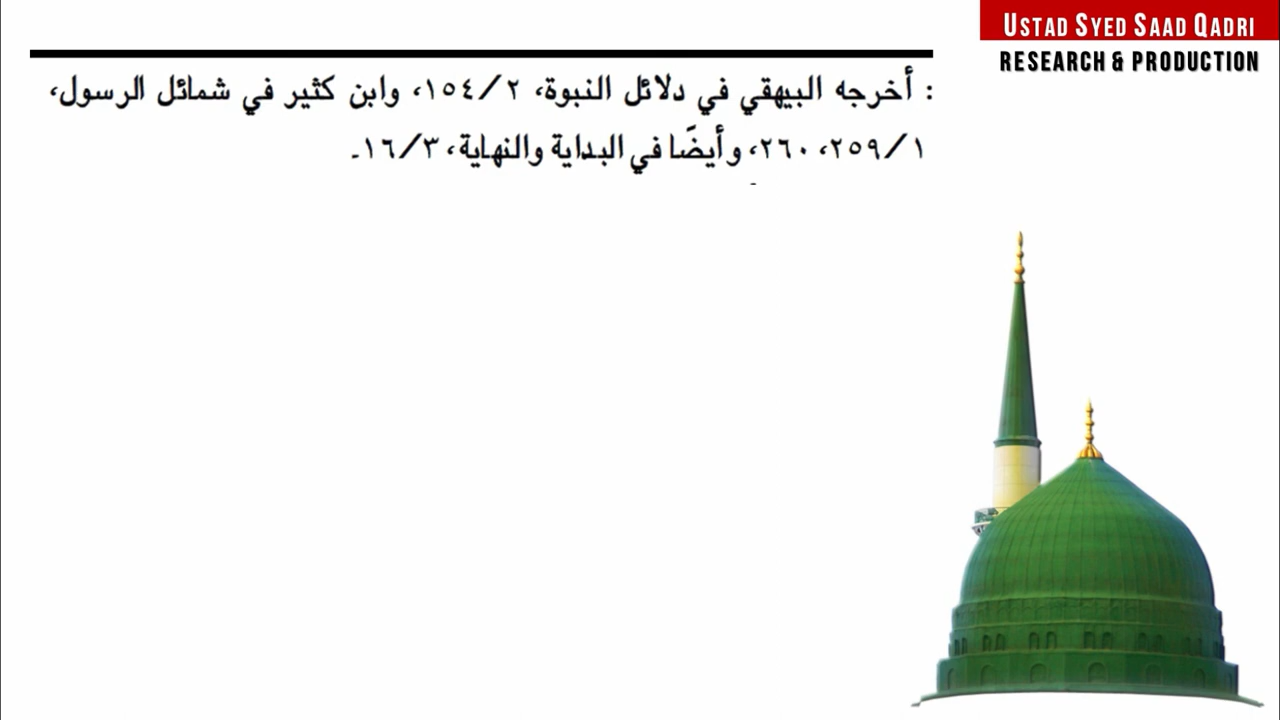 USTAD SYED SAAD QADRI
RESEARCH & PRODUCTION
: أخرجه البيهقي في دلائل النبوة، ٢/١٥٤، وابن كثير في شمائل الرسول،
١/٢٥٩، ٢٦٠، وأيضًا في البداية والنهاية، ٣/١٦.